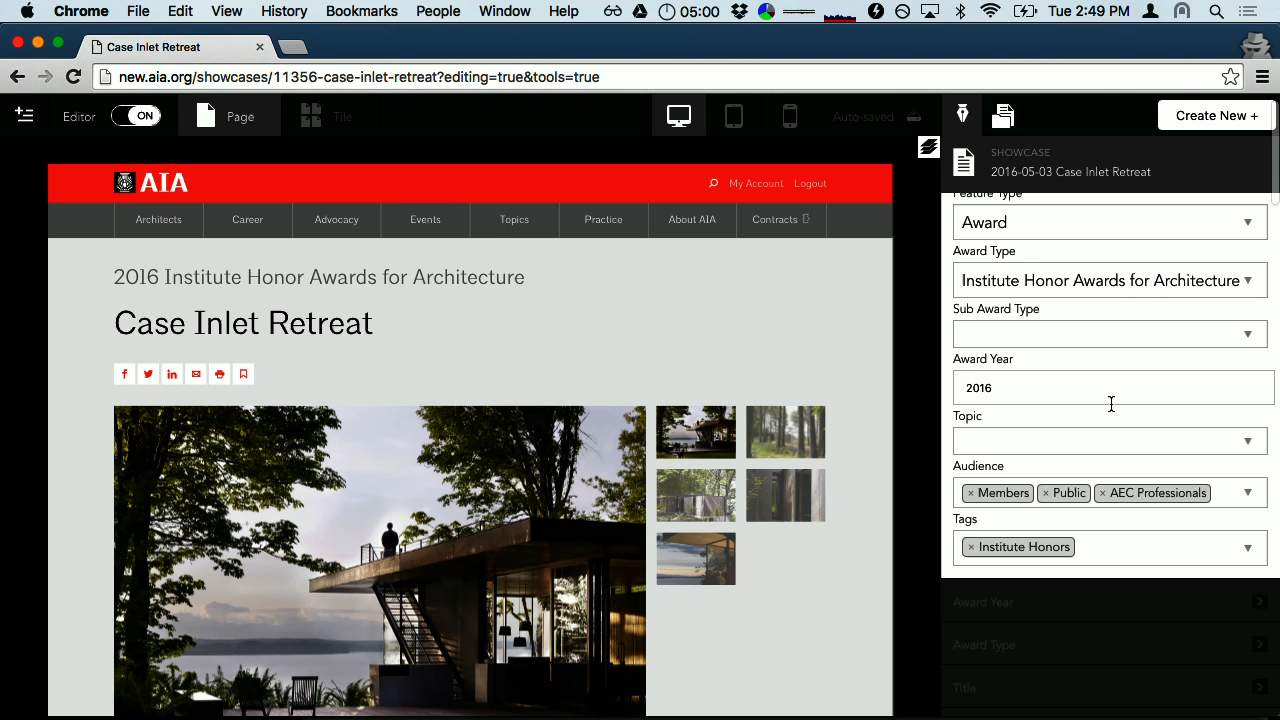 Chrome File Edit View History Bookmarks People Window Help 05:00 Tue 2:49 PM
Case Inlet Retreat ×
new.aia.org/showcases/11356-case-inlet-retreat?editing=true&tools=true
Editor ON Page Tile Auto-saved Create New +
SHOWCASE
2016-05-03 Case Inlet Retreat
AIA My Account Logout
Architects Career Advocacy Events Topics Practice About AIA Contracts
2016 Institute Honor Awards for Architecture
Case Inlet Retreat
Feature Type
Award
Award Type
Institute Honor Awards for Architecture
Sub Award Type
Award Year
2016
Topic
Audience
× Members × Public × AEC Professionals
Tags
× Institute Honors
Award Year
Award Type
Title